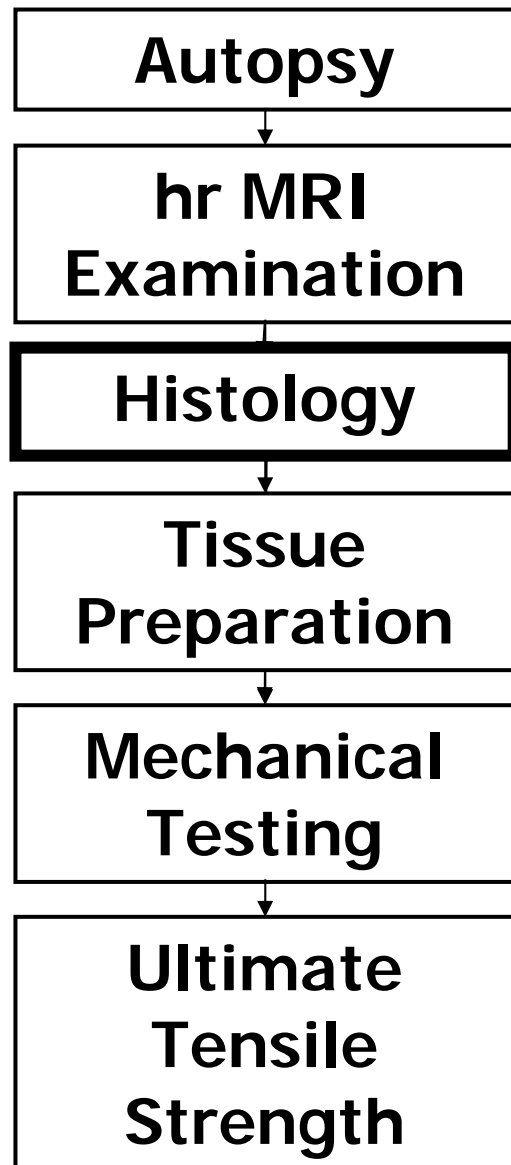 Autopsy
hr MRI
Examination
Histology
Tissue
Preparation
Mechanical
Testing
Ultimate
Tensile
Strength